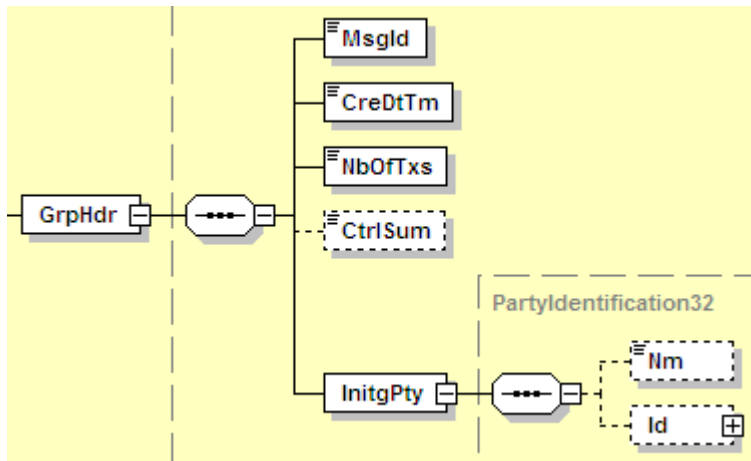 MsgId
CreDtTm
NbOfTxs
GrpHdr
CtrlSum
PartyIdentification32
Nm
InitgPty
Id